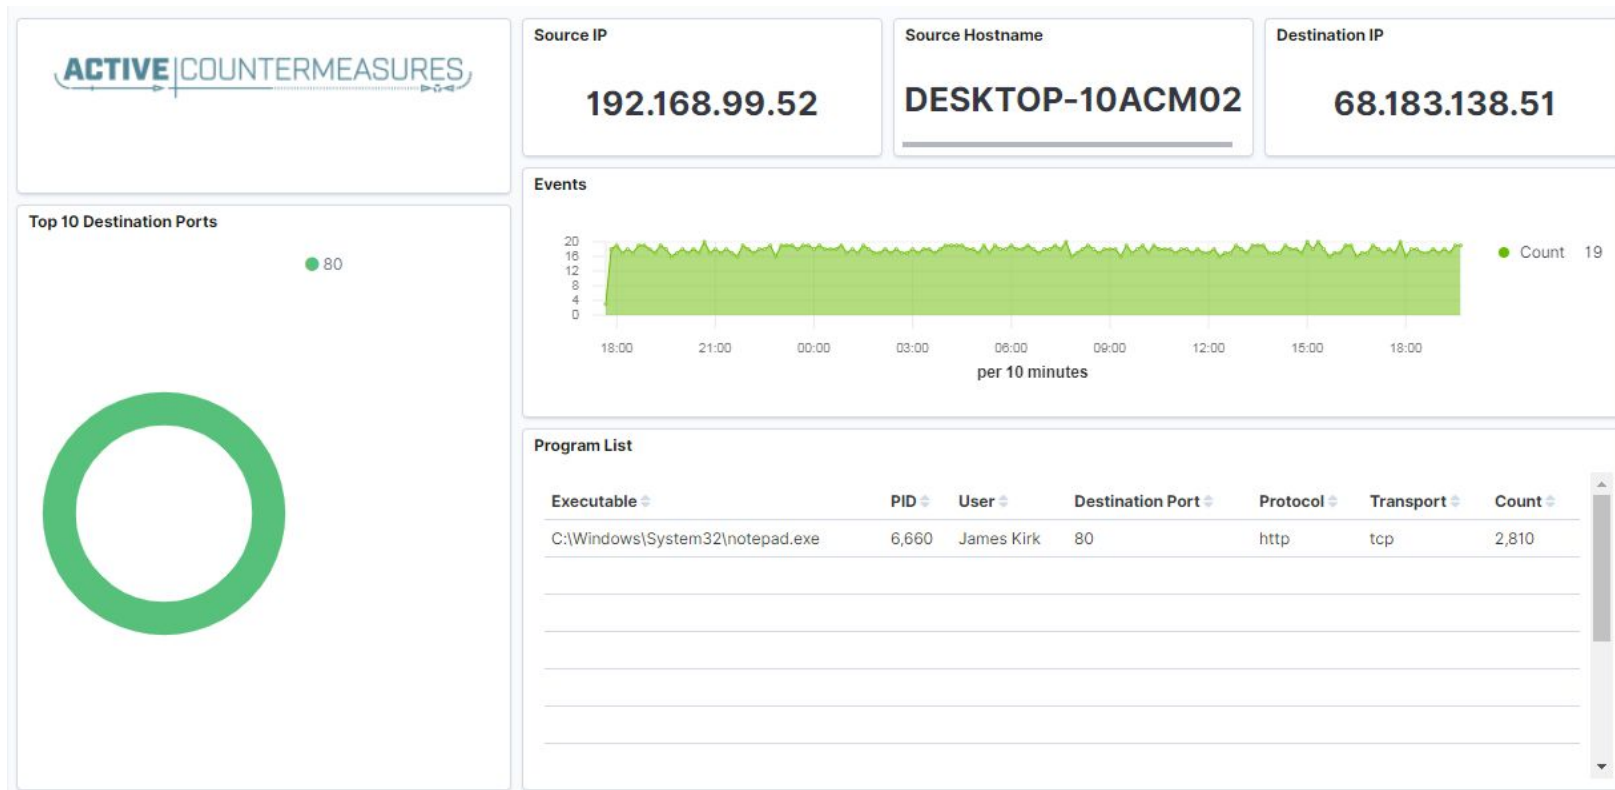 ACTIVE COUNTERMEASURES
Source IP
192.168.99.52
Source Hostname
DESKTOP-10ACM02
Destination IP
68.183.138.51
Top 10 Destination Ports
80
Events
20
16
12
8
4
0
18:00 21:00 00:00 03:00 06:00 09:00 12:00 15:00 18:00
per 10 minutes
Count 19
Program List
Executable PID User Destination Port Protocol Transport Count
C:\Windows\System32\notepad.exe 6,660 James Kirk 80 http tcp 2,810